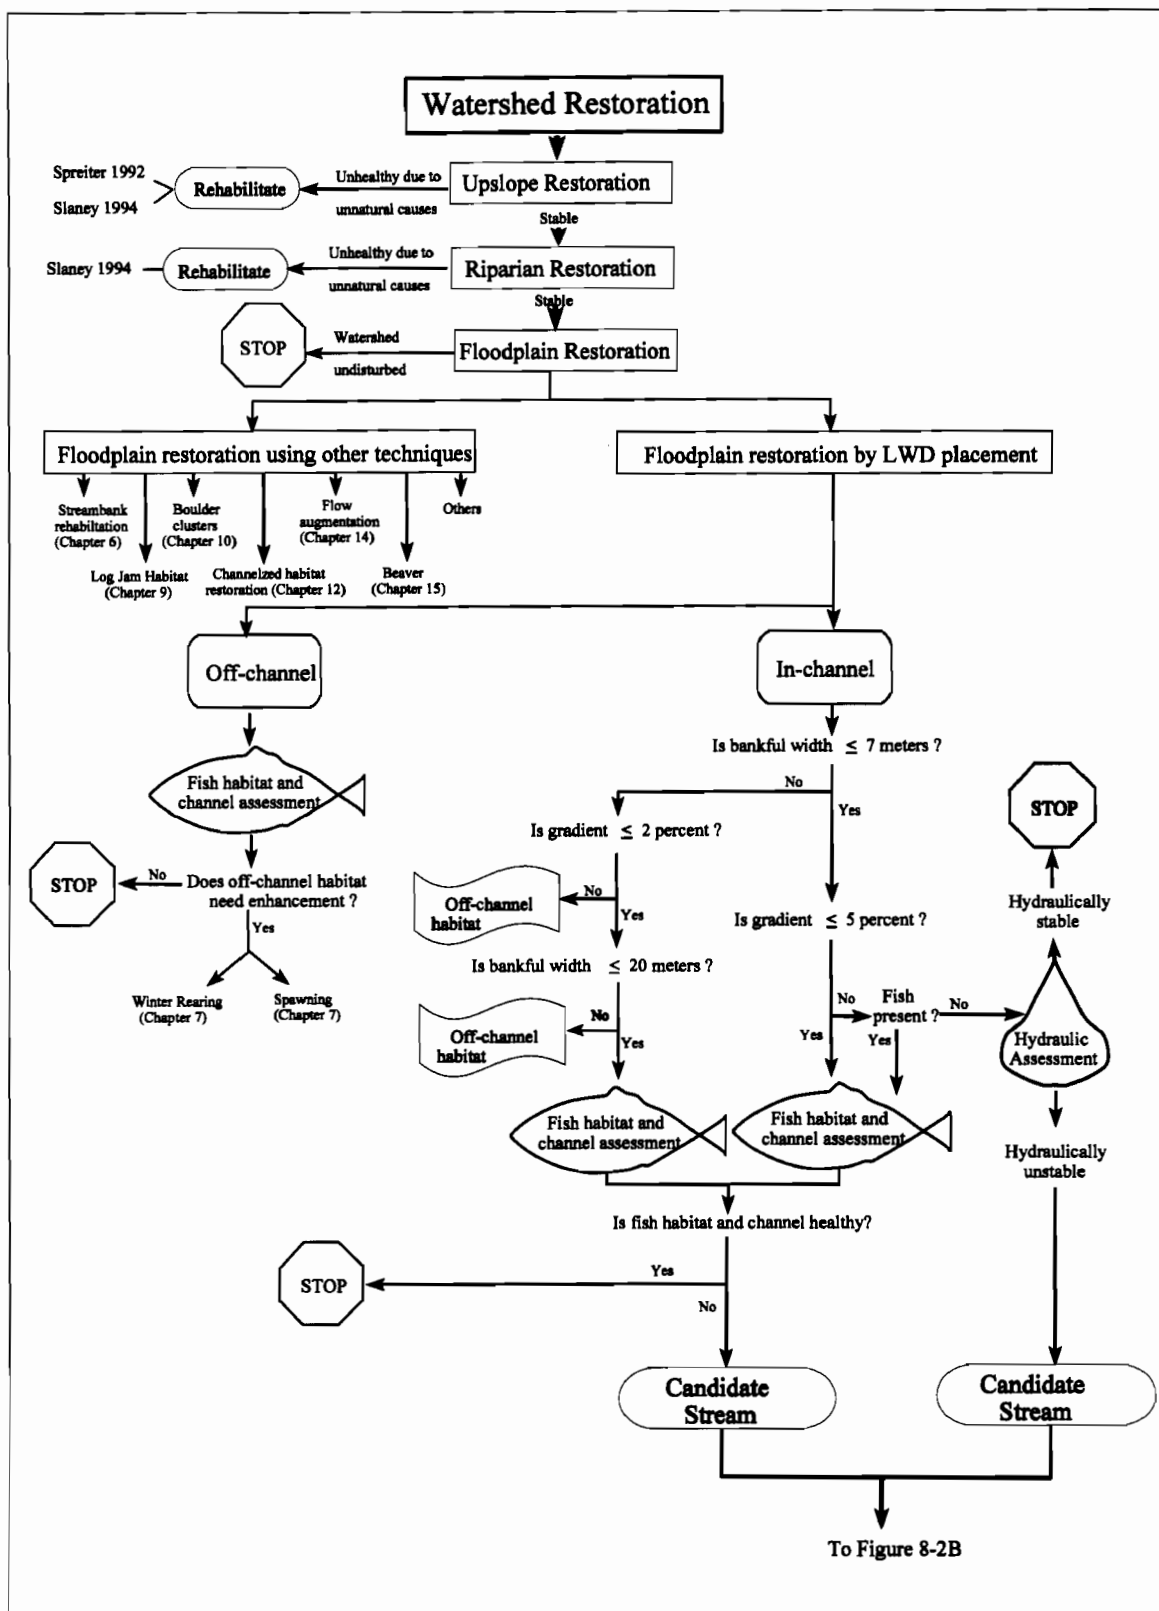 Watershed Restoration
Spreiter 1992
Slaney 1994
Rehabilitate
Unhealthy due to
unnatural causes
Upslope Restoration
Stable
Slaney 1994
Rehabilitate
Unhealthy due to
unnatural causes
Riparian Restoration
Stable
STOP
Watershed
undisturbed
Floodplain Restoration
Floodplain restoration using other techniques
Floodplain restoration by LWD placement
Streambank
rehabiltation
(Chapter 6)
Log Jam Habitat
(Chapter 9)
Boulder
clusters
(Chapter 10)
Channelized habitat
restoration (Chapter 12)
Flow
augmentation
(Chapter 14)
Beaver
(Chapter 15)
Others
Off-channel
In-channel
Fish habitat and
channel assessment
STOP
No
Does off-channel habitat
need enhancement ?
Yes
Winter Rearing
(Chapter 7)
Spawning
(Chapter 7)
Is bankful width ≤ 7 meters ?
No
Yes
Is gradient ≤ 2 percent ?
No
Off-channel
habitat
Yes
Is bankful width ≤ 20 meters ?
No
Off-channel
habitat
Yes
Is gradient ≤ 5 percent ?
No
Yes
Fish
present ?
No
Yes
STOP
Hydraulically
stable
Hydraulic
Assessment
Hydraulically
unstable
Fish habitat and
channel assessment
Fish habitat and
channel assessment
Is fish habitat and channel healthy?
STOP
Yes
No
Candidate
Stream
Candidate
Stream
To Figure 8-2B